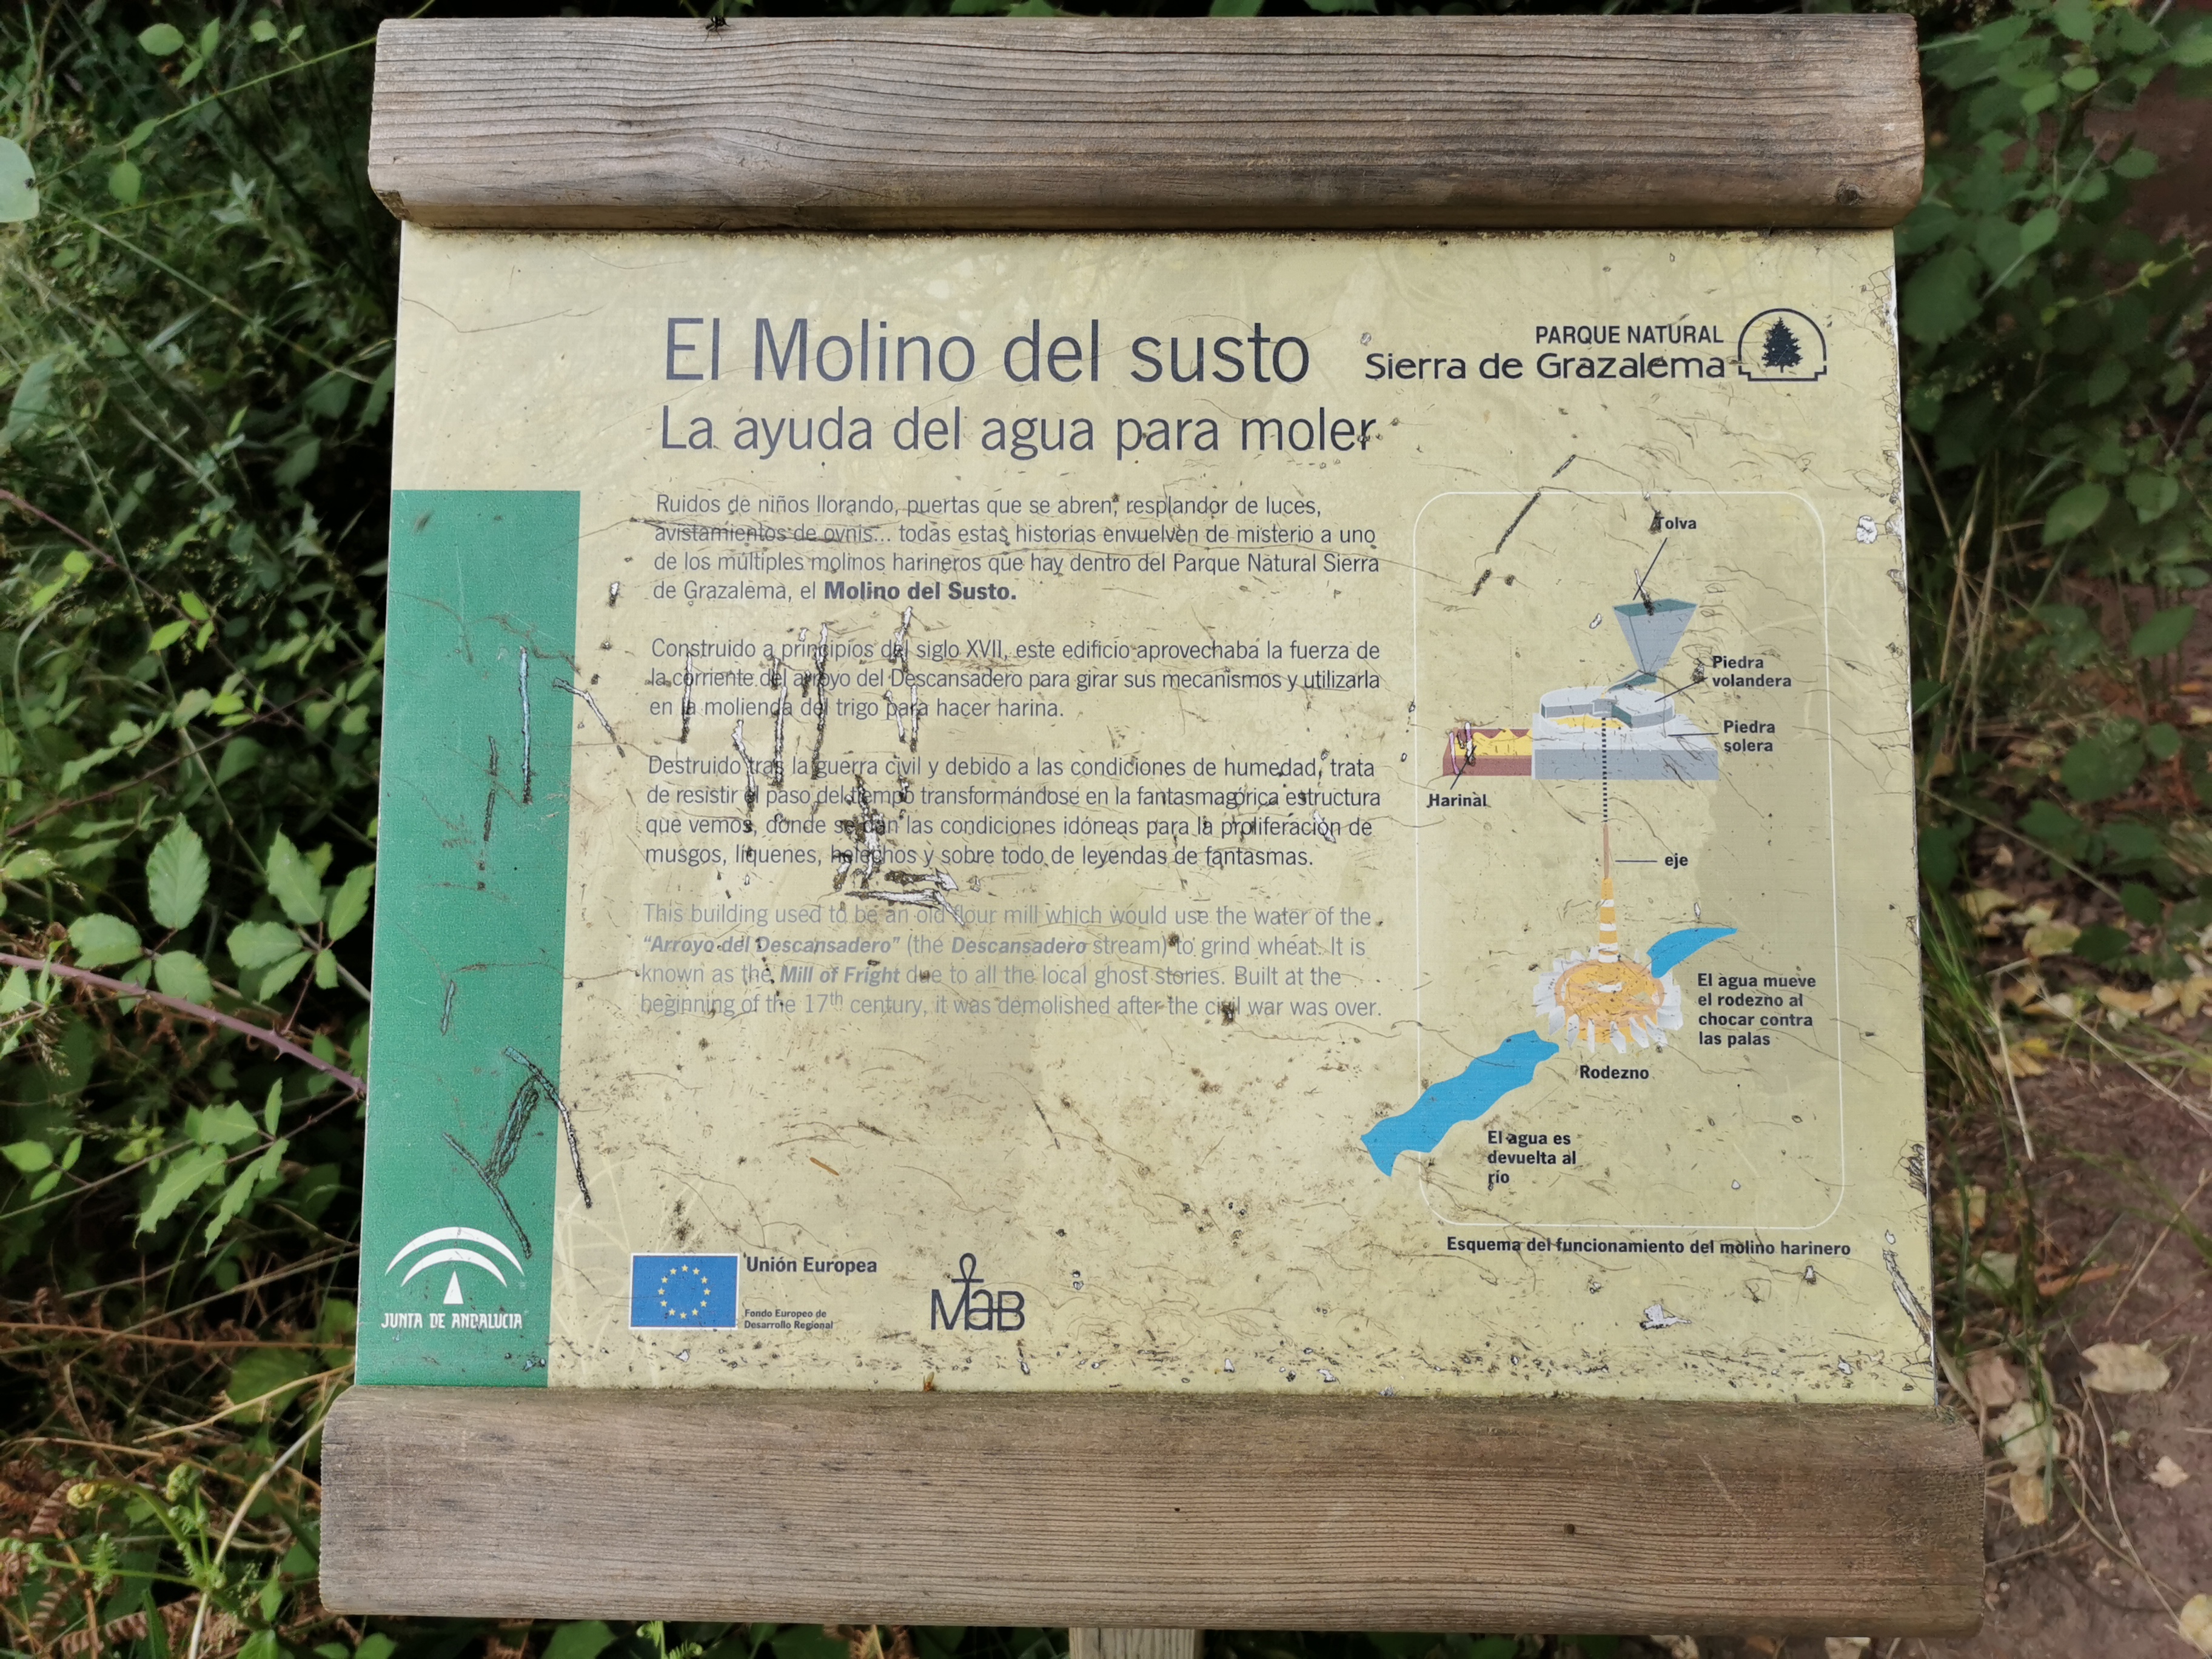 El Molino del susto
La ayuda del agua para moler
PARQUE NATURAL
Sierra de Grazalema
Ruidos de niños llorando, puertas que se abren, resplandor de luces,
avistamientos de ovnis... todas estas historias envuelven de misterio a uno
de los múltiples molinos harineros que hay dentro del Parque Natural Sierra
de Grazalema, el Molino del Susto.
Construido a principios del siglo XVII, este edificio aprovechaba la fuerza de
la corriente del arroyo del Descansadero para girar sus mecanismos y utilizarla
en la molienda del trigo para hacer harina.
Destruido tras la guerra civil y debido a las condiciones de humedad, trata
de resistir el paso del tiempo transformándose en la fantasmagórica estructura
que vemos, donde se dan las condiciones idóneas para la proliferación de
musgos, líquenes, helechos y sobre todo de leyendas de fantasmas.
This building used to be an old flour mill which would use the water of the
"Arroyo del Descansadero" (the Descansadero stream) to grind wheat. It is
known as the Mill of Fright due to all the local ghost stories. Built at the
beginning of the 17th century, it was demolished after the civil war was over.
Tolva
Piedra
volandera
Piedra
solera
Harinal
eje
El agua mueve
el rodezno al
chocar contra
las palas
Rodezno
El agua es
devuelta al
río
Esquema del funcionamiento del molino harinero
JUNTA DE ANDALUCIA
Unión Europea
Fondo Europeo de
Desarrollo Regional
MaB